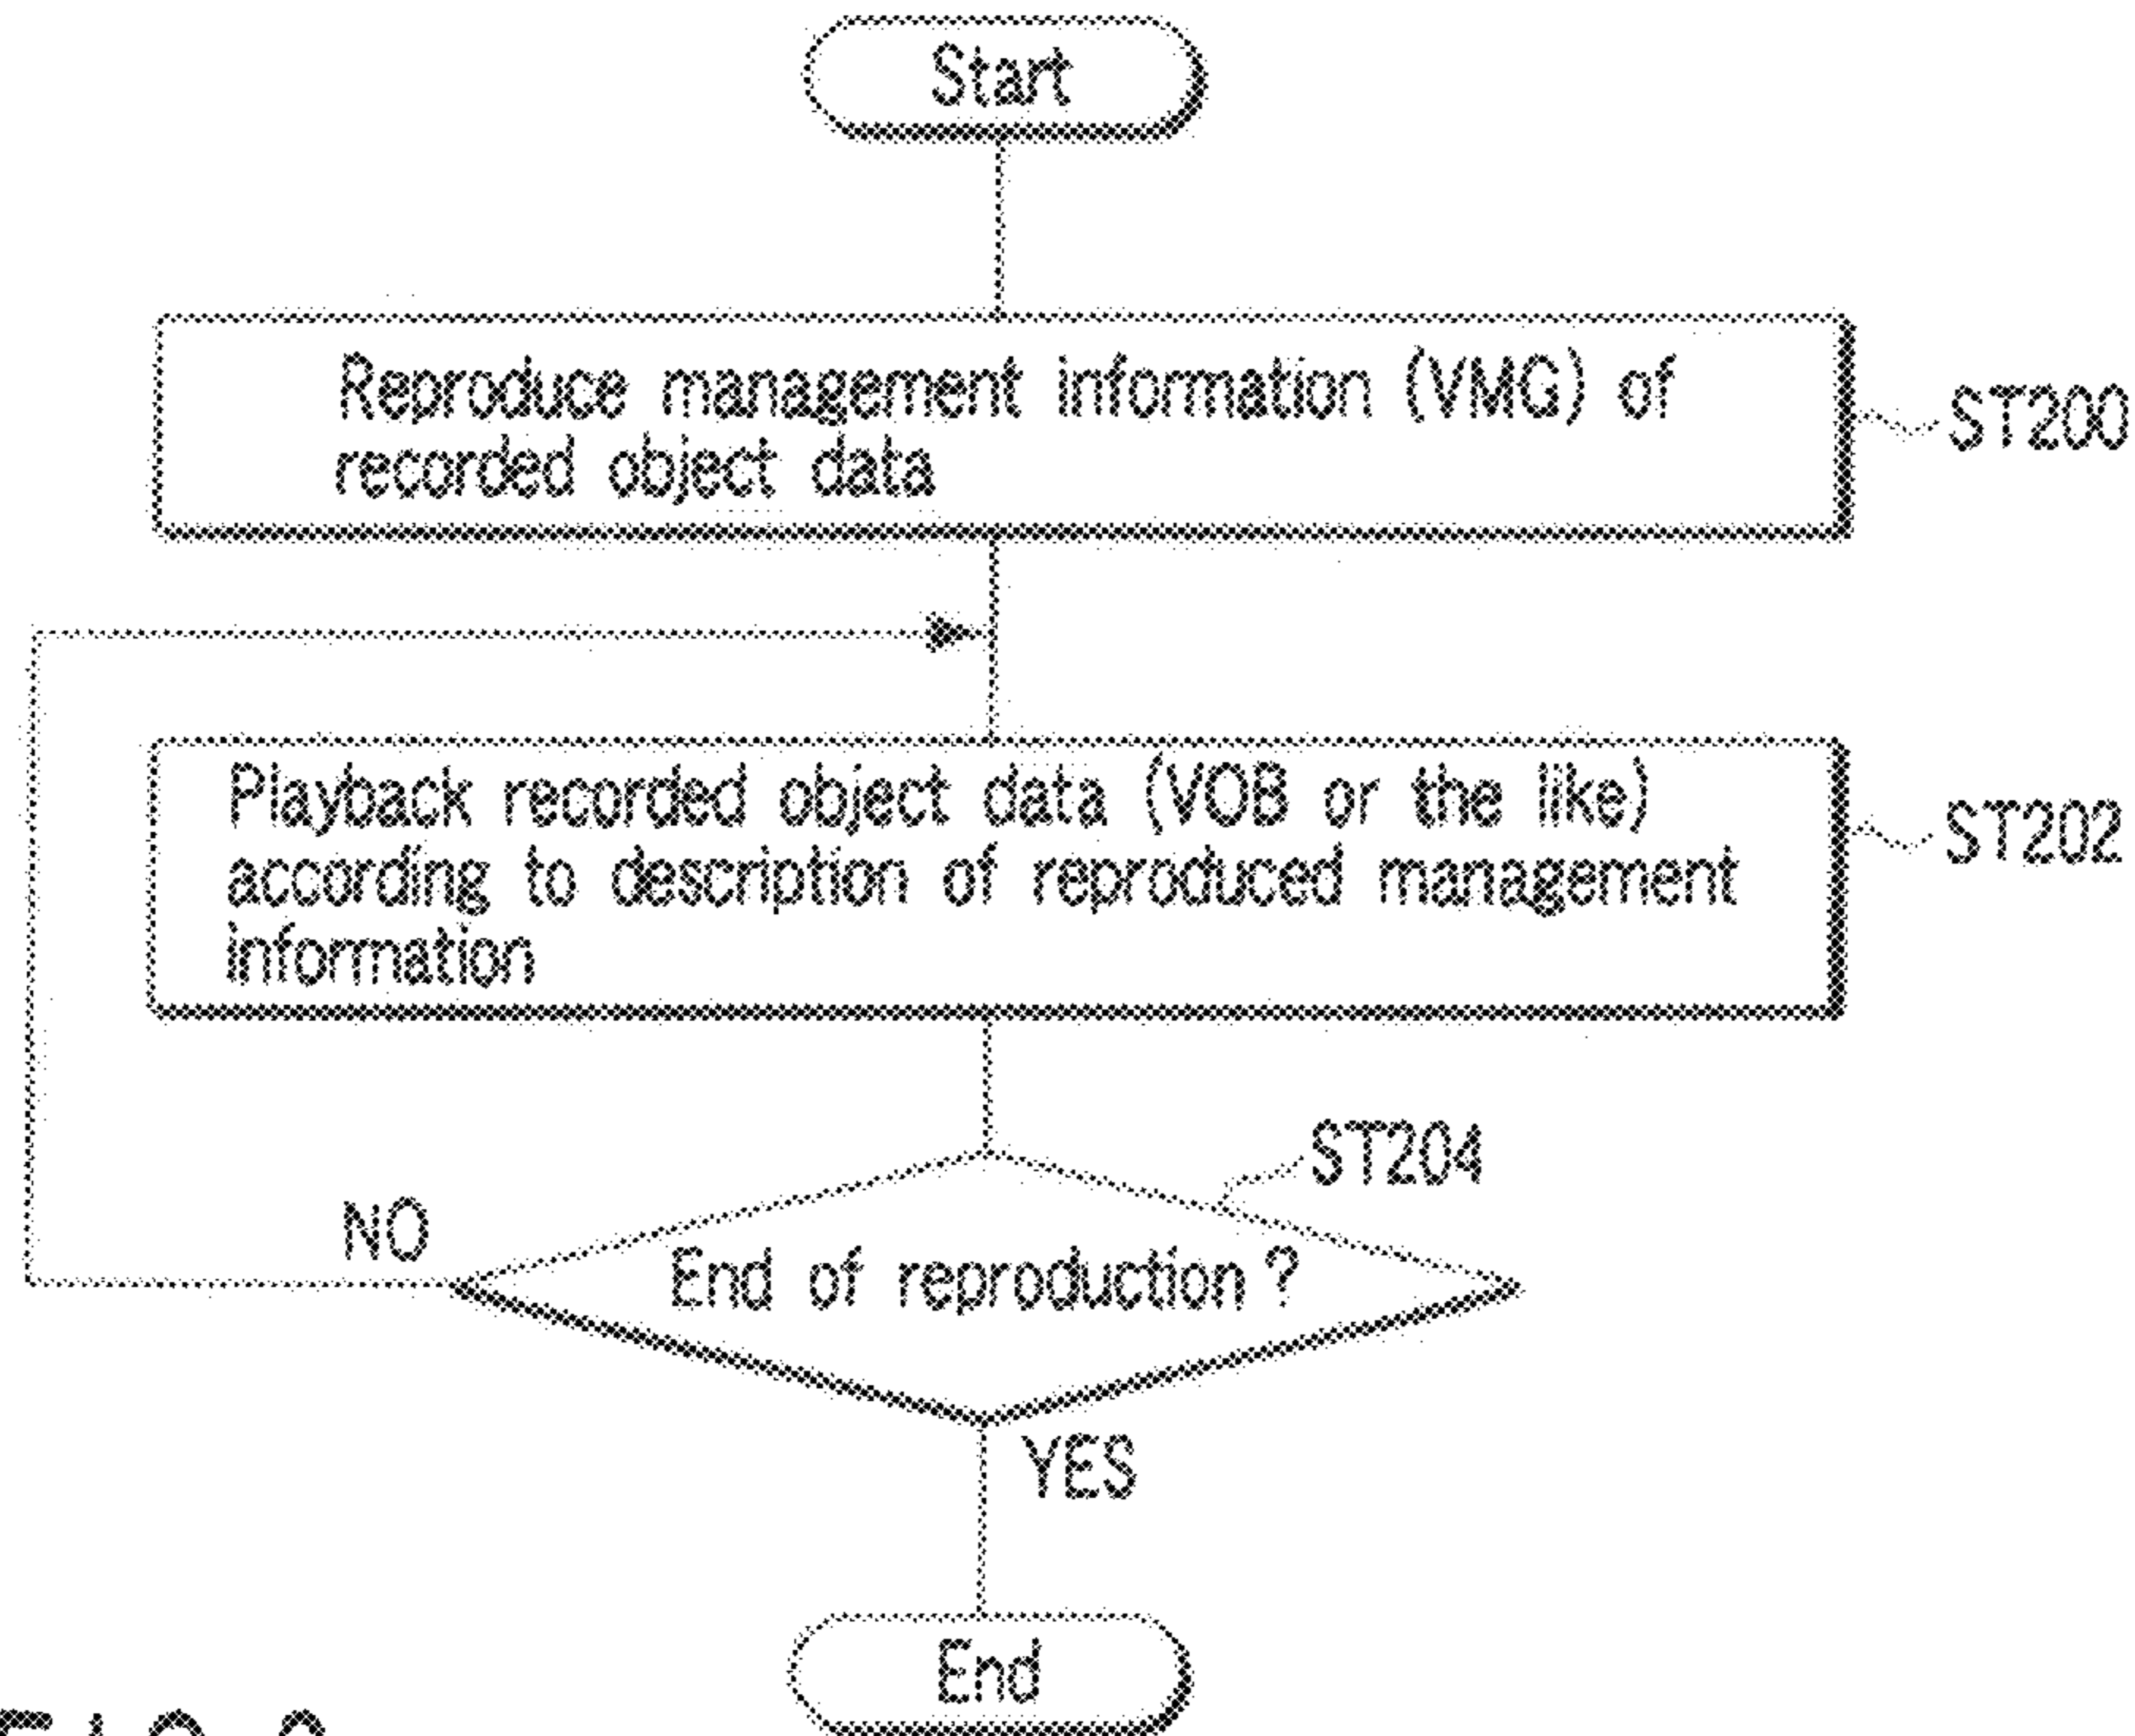 Start
Reproduce management information (VMG) of
recorded object data
ST200
Playback recorded object data (VOB or the like)
according to description of reproduced management
information
ST202
ST204
NO
End of reproduction ?
YES
End